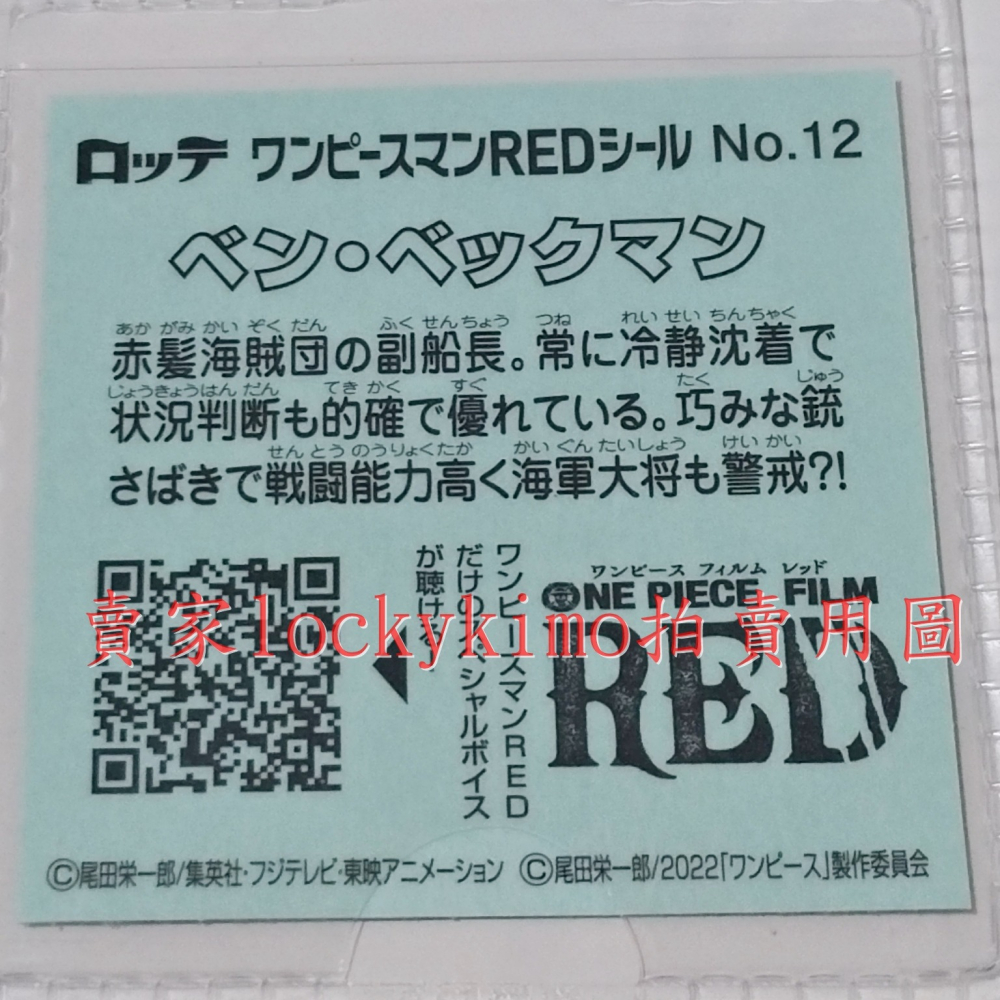 ロッテ ワンピースマンREDシール No.12
ベン・ベックマン
あか がみ かい ぞく だん ふく せんちょう つね れい せい ちんちゃく
赤髪海賊団の副船長。常に冷静沈着で
じょうきょうはん だん てき かく すぐ たく じゅう
状況判断も的確で優れている。巧みな銃
せん とう のうりょくたか かい ぐん たいしょう けい かい
さばきで戦闘能力高く海軍大将も警戒?!
ワンピースマンRED
だけの シャルボイス
が聴ける
ワンピース フィルム レッド
ONE PIECE FILM
RED
賣家lockykimo拍賣用圖
©尾田栄一郎/集英社・フジテレビ・東映アニメーション ©尾田栄一郎/2022「ワンピース」製作委員会